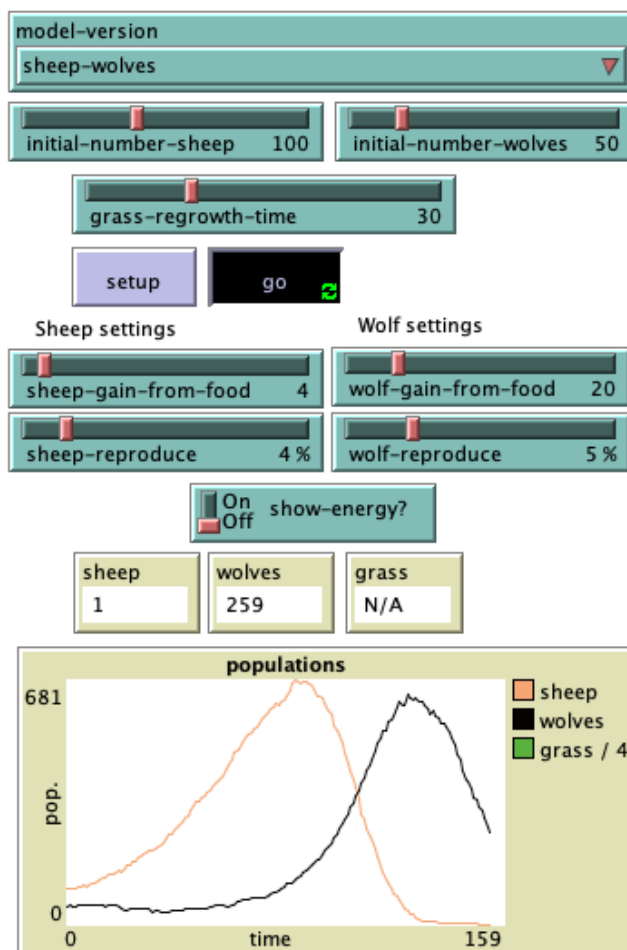 model-version
sheep-wolves
initial-number-sheep 100
initial-number-wolves 50
grass-regrowth-time 30
setup
go
Sheep settings
Wolf settings
sheep-gain-from-food 4
wolf-gain-from-food 20
sheep-reproduce 4 %
wolf-reproduce 5 %
On
Off
show-energy?
sheep
1
wolves
259
grass
N/A
populations
681
pop.
0
0
time
159
sheep
wolves
grass / 4